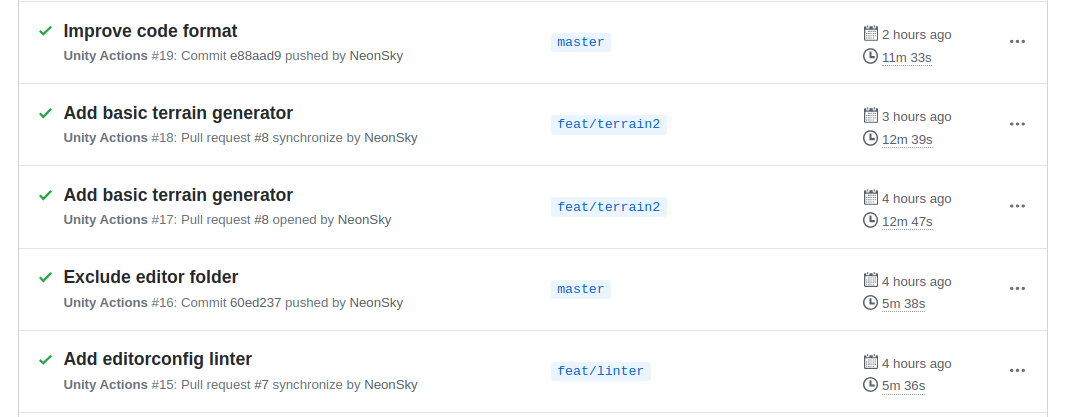 Improve code format
Unity Actions #19: Commit e88aad9 pushed by NeonSky
master
2 hours ago
11m 33s
Add basic terrain generator
Unity Actions #18: Pull request #8 synchronize by NeonSky
feat/terrain2
3 hours ago
12m 39s
Add basic terrain generator
Unity Actions #17: Pull request #8 opened by NeonSky
feat/terrain2
4 hours ago
12m 47s
Exclude editor folder
Unity Actions #16: Commit 60ed237 pushed by NeonSky
master
4 hours ago
5m 38s
Add editorconfig linter
Unity Actions #15: Pull request #7 synchronize by NeonSky
feat/linter
4 hours ago
5m 36s